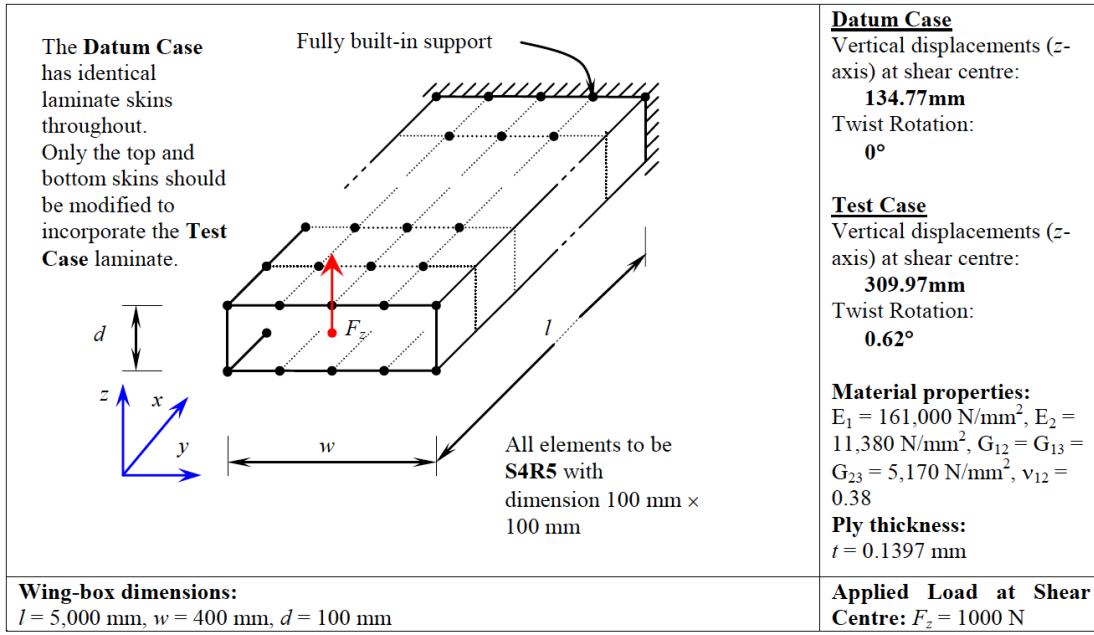 The Datum Case
has identical
laminate skins
throughout.
Only the top and
bottom skins should
be modified to
incorporate the Test
Case laminate.
Fully built-in support
F_z
d
l
z
x
y
w
All elements to be
S4R5 with
dimension 100 mm ×
100 mm
Datum Case
Vertical displacements (z-
axis) at shear centre:
134.77mm
Twist Rotation:
0°
Test Case
Vertical displacements (z-
axis) at shear centre:
309.97mm
Twist Rotation:
0.62°
Material properties:
E₁ = 161,000 N/mm², E₂ =
11,380 N/mm², G₁₂ = G₁₃ =
G₂₃ = 5,170 N/mm², ν₁₂ =
0.38
Ply thickness:
t = 0.1397 mm
Wing-box dimensions:
l = 5,000 mm, w = 400 mm, d = 100 mm
Applied Load at Shear
Centre: F_z = 1000 N